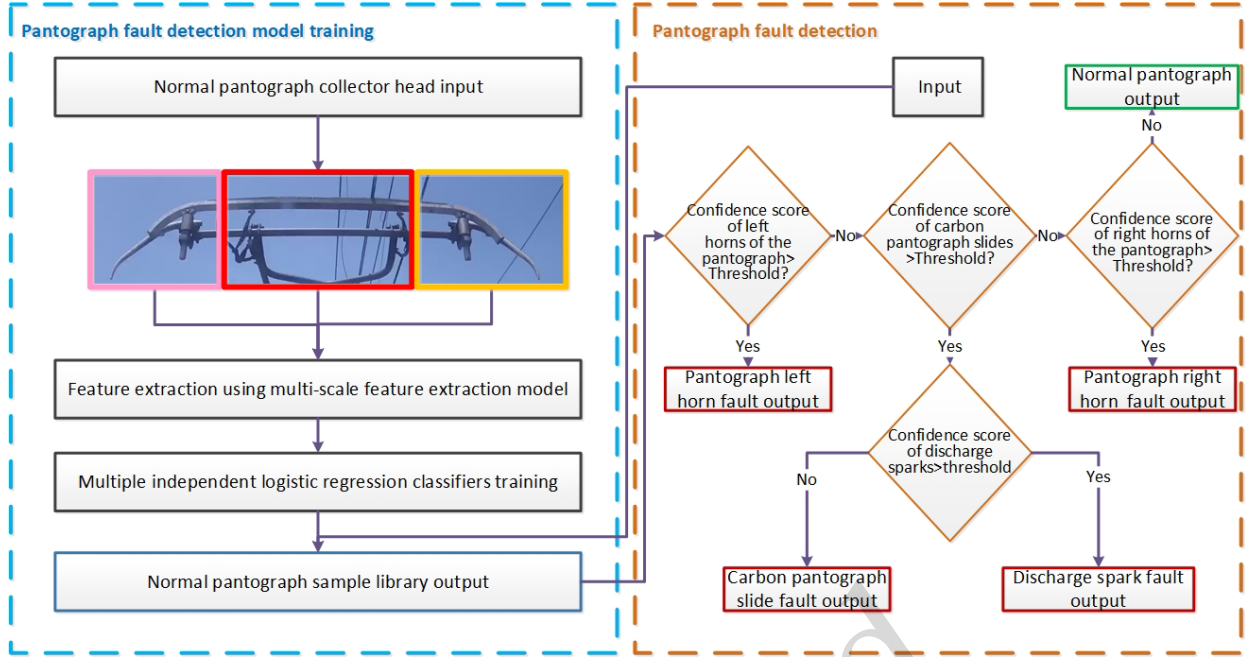 Pantograph fault detection model training
Normal pantograph collector head input
Feature extraction using multi-scale feature extraction model
Multiple independent logistic regression classifiers training
Normal pantograph sample library output
Pantograph fault detection
Input
Normal pantograph
output
No
Confidence score
of left
horns of the
pantograph>
Threshold?
No
Confidence score
of carbon
pantograph slides
>Threshold?
No
Confidence score
of right horns of
the pantograph>
Threshold?
Yes
Yes
Yes
Pantograph left
horn fault output
Pantograph right
horn fault output
Confidence score
of discharge
sparks>threshold
No
Yes
Carbon pantograph
slide fault output
Discharge spark fault
output